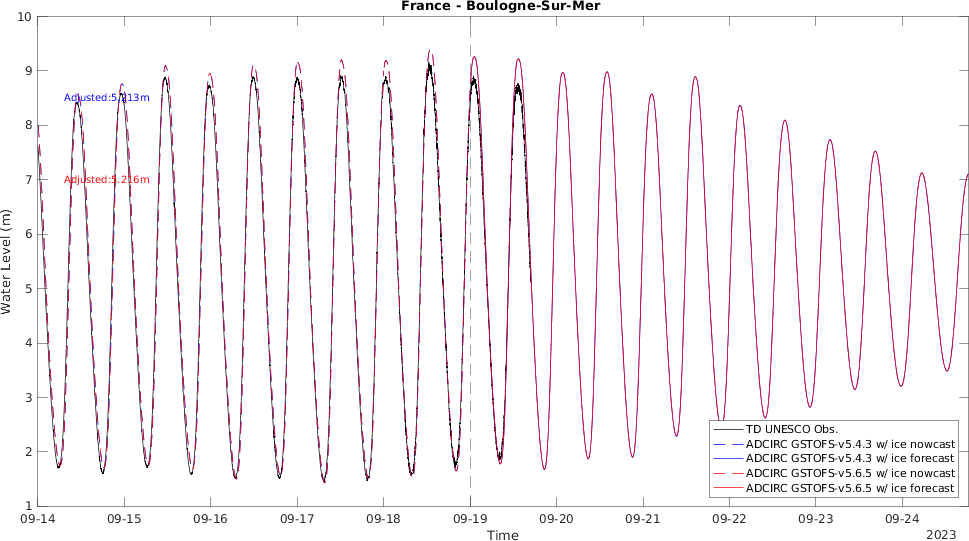 France - Boulogne-Sur-Mer
10
9
8
7
6
5
4
3
2
1
Water Level (m)
Adjusted:5.213m
Adjusted:5.216m
TD UNESCO Obs.
ADCIRC GSTOFS-v5.4.3 w/ ice nowcast
ADCIRC GSTOFS-v5.4.3 w/ ice forecast
ADCIRC GSTOFS-v5.6.5 w/ ice nowcast
ADCIRC GSTOFS-v5.6.5 w/ ice forecast
09-14 09-15 09-16 09-17 09-18 09-19 09-20 09-21 09-22 09-23 09-24
Time
2023